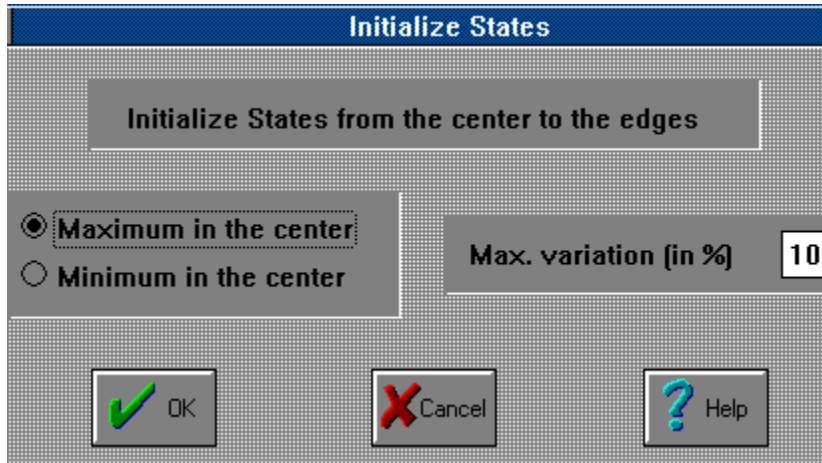 Initialize States
Initialize States from the center to the edges
Maximum in the center
Minimum in the center
Max. variation (in %) 10
OK Cancel Help